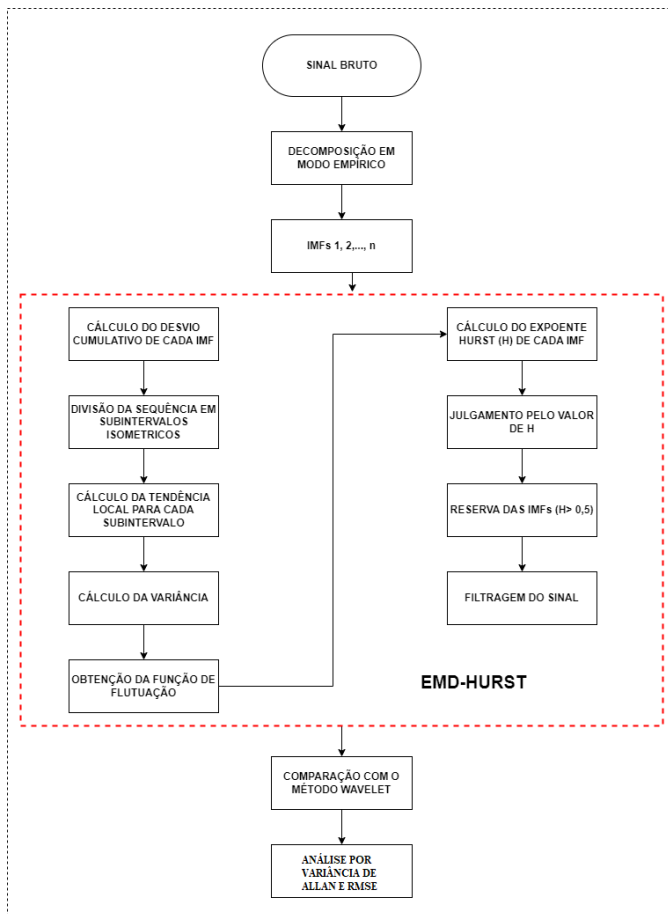 SINAL BRUTO
DECOMPOSIÇÃO EM
MODO EMPÍRICO
IMFs 1, 2,..., n
CÁLCULO DO DESVIO
CUMULATIVO DE CADA IMF
DIVISÃO DA SEQUÊNCIA EM
SUBINTERVALOS
ISOMETRICOS
CÁLCULO DA TENDÊNCIA
LOCAL PARA CADA
SUBINTERVALO
CÁLCULO DA VARIÂNCIA
OBTENÇÃO DA FUNÇÃO DE
FLUTUAÇÃO
CÁLCULO DO EXPOENTE
HURST (H) DE CADA IMF
JULGAMENTO PELO VALOR
DE H
RESERVA DAS IMFs (H> 0,5)
FILTRAGEM DO SINAL
EMD-HURST
COMPARAÇÃO COM O
MÉTODO WAVELET
ANÁLISE POR
VARIÂNCIA DE
ALLAN E RMSE